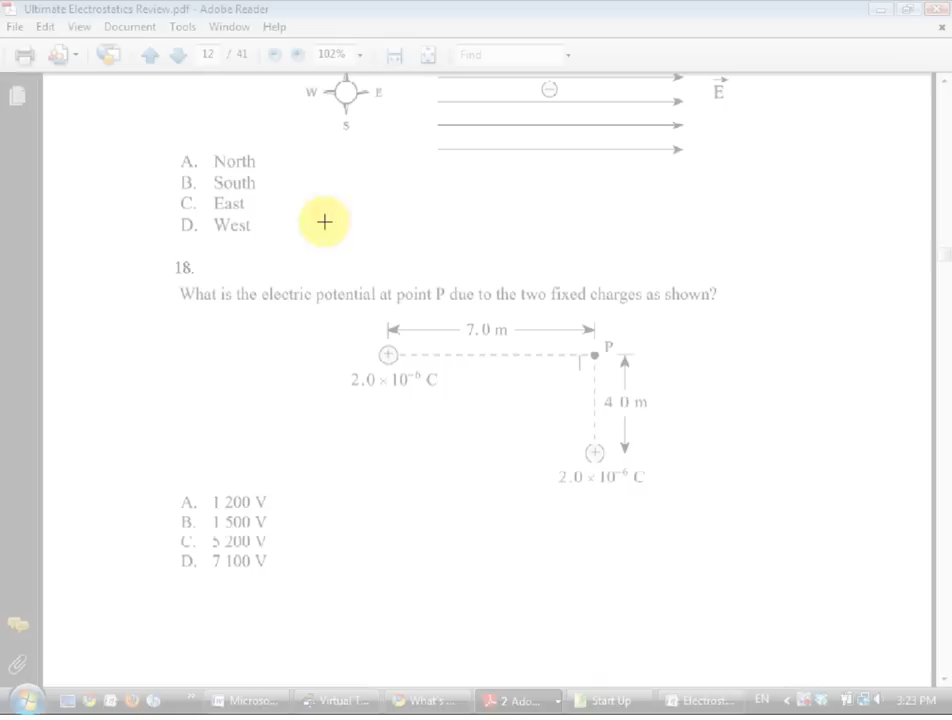 Ultimate Electrostatics Review.pdf - Adobe Reader
File Edit View Document Tools Window Help
12 / 41 102% Find
W E E
S
A. North
B. South
C. East
D. West
18.
What is the electric potential at point P due to the two fixed charges as shown?
7.0 m
P
2.0 × 10⁻⁶ C
4 0 m
2.0 × 10⁻⁶ C
A. 1 200 V
B. 1 500 V
C. 5 200 V
D. 7 100 V
Microso... Virtual T... What's ... 2 Ado... Start Up Electrost... EN 3:23 PM